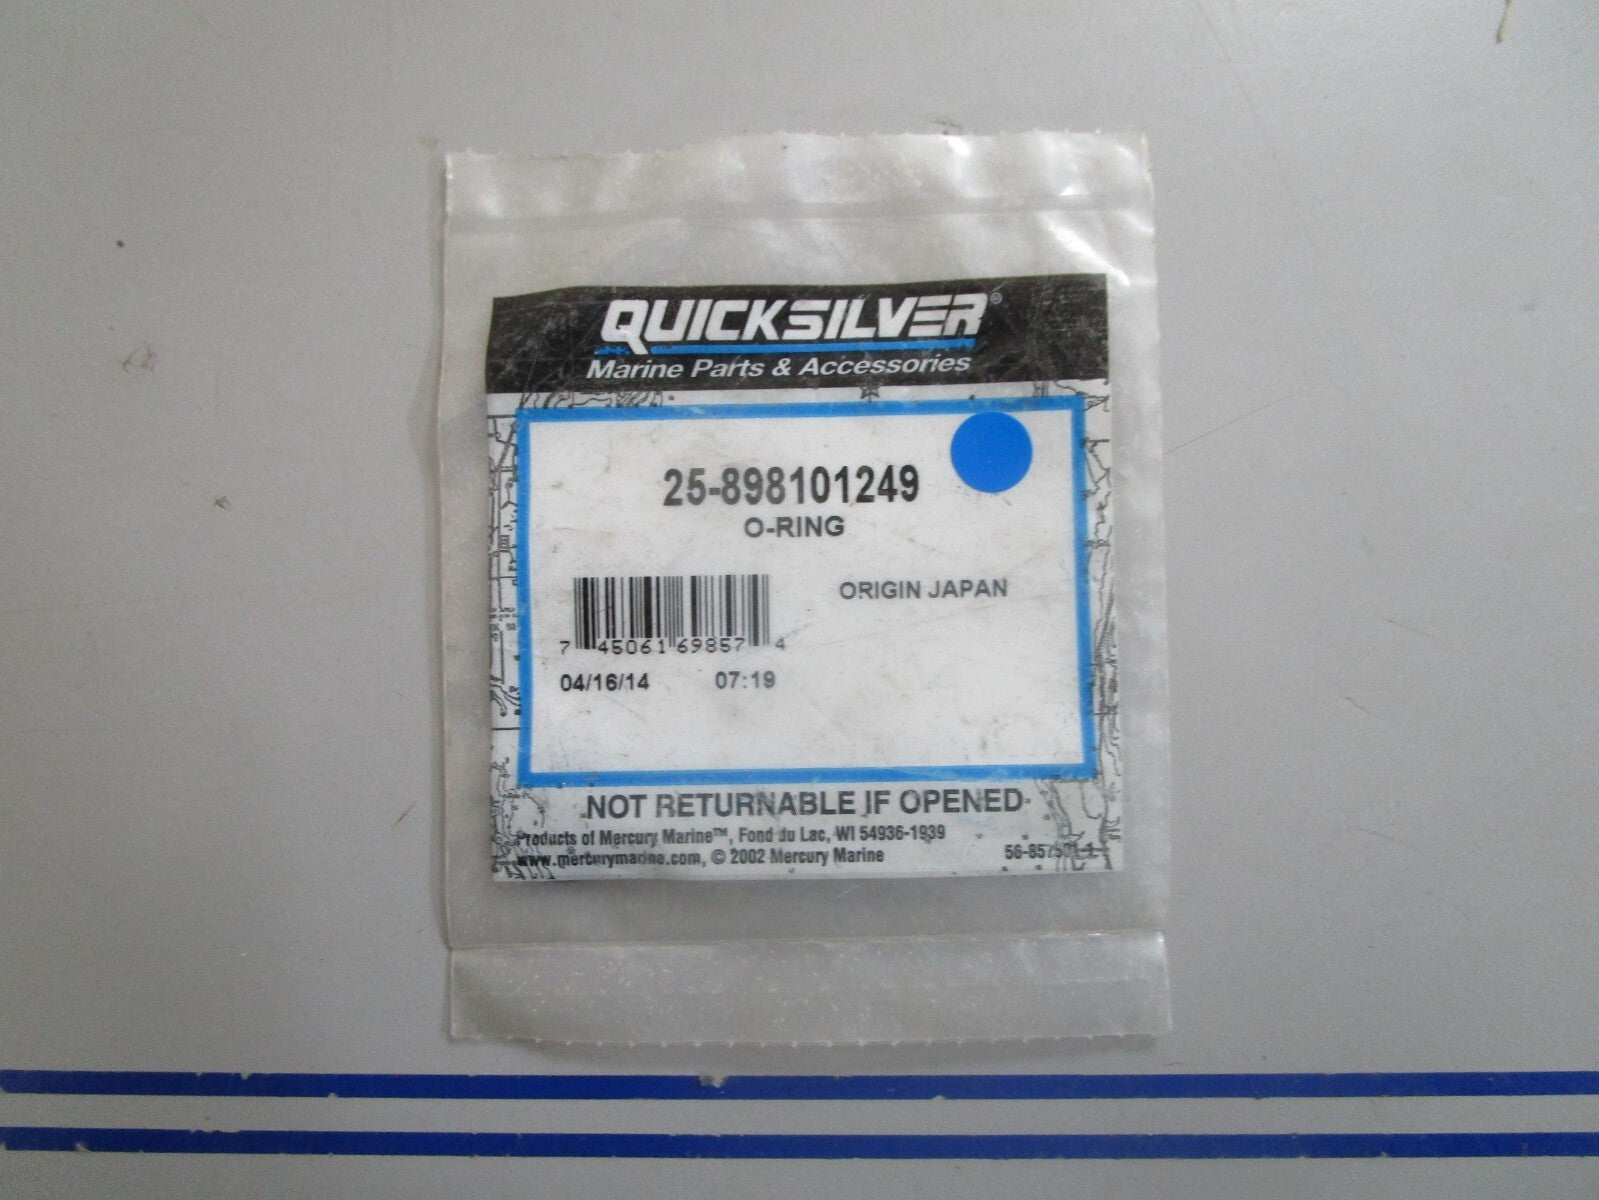 QUICKSILVER®
Marine Parts & Accessories
25-898101249
O-RING
ORIGIN JAPAN
7 45061 69857 4
04/16/14 07:19
NOT RETURNABLE IF OPENED
Products of Mercury Marine™, Fond du Lac, WI 54936-1939
www.mercurymarine.com, © 2002 Mercury Marine